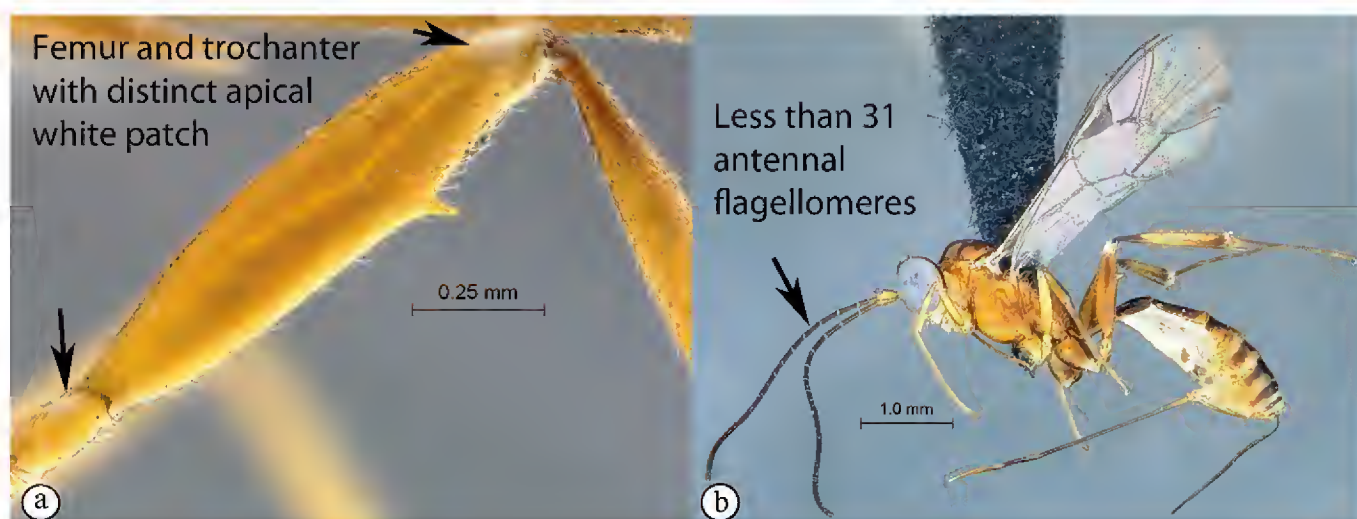 Femur and trochanter
with distinct apical
white patch
0.25 mm
a
Less than 31
antennal
flagellomeres
1.0 mm
b